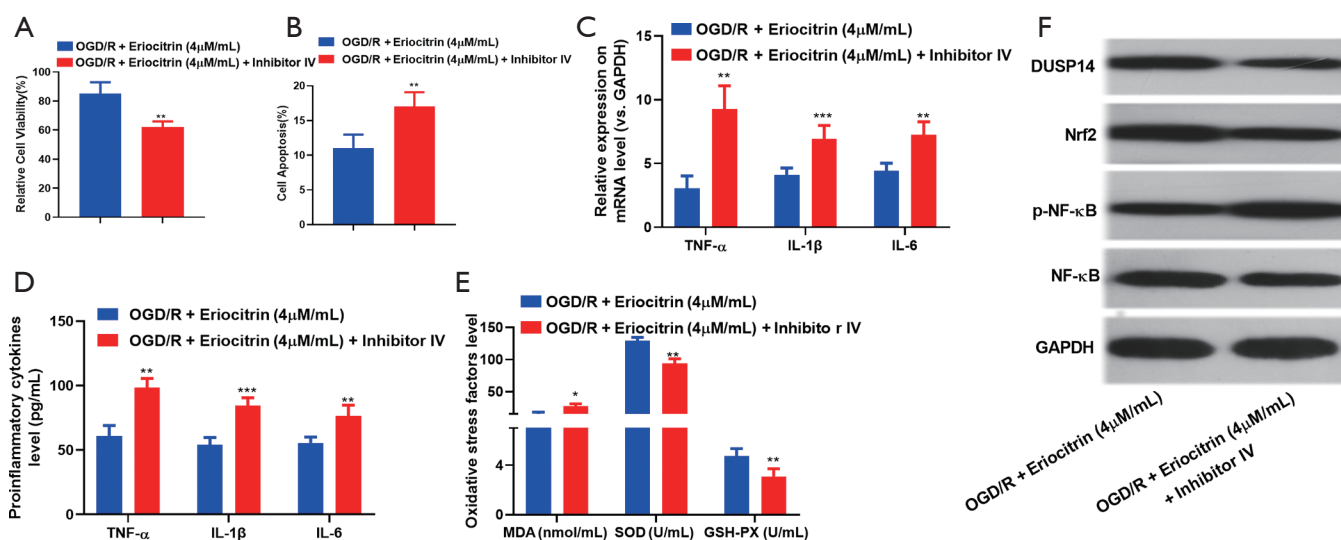 A
OGD/R + Eriocitrin (4μM/mL)
OGD/R + Eriocitrin (4μM/mL) + Inhibitor IV
Relative Cell Viability(%)
100
80
60
40
20
0
**
B
OGD/R + Eriocitrin (4μM/mL)
OGD/R + Eriocitrin (4μM/mL) + Inhibitor IV
Cell Apoptosis(%)
20
15
10
5
0
**
C
OGD/R + Eriocitrin (4μM/mL)
OGD/R + Eriocitrin (4μM/mL) + Inhibitor IV
Relative expression on
mRNA level (vs. GAPDH)
15
10
5
0
**
***
**
TNF-α
IL-1β
IL-6
D
OGD/R + Eriocitrin (4μM/mL)
OGD/R + Eriocitrin (4μM/mL) + Inhibitor IV
Proinflammatory cytokines
level (pg/mL)
150
100
50
0
**
***
**
TNF-α
IL-1β
IL-6
E
OGD/R + Eriocitrin (4μM/mL)
OGD/R + Eriocitrin (4μM/mL) + Inhibito r IV
Oxidative stress factors level
150
100
50
4
0
*
**
**
MDA (nmol/mL)
SOD (U/mL)
GSH-PX (U/mL)
F
DUSP14
Nrf2
p-NF-κB
NF-κB
GAPDH
OGD/R + Eriocitrin (4μM/mL)
OGD/R + Eriocitrin (4μM/mL)
+ Inhibitor IV